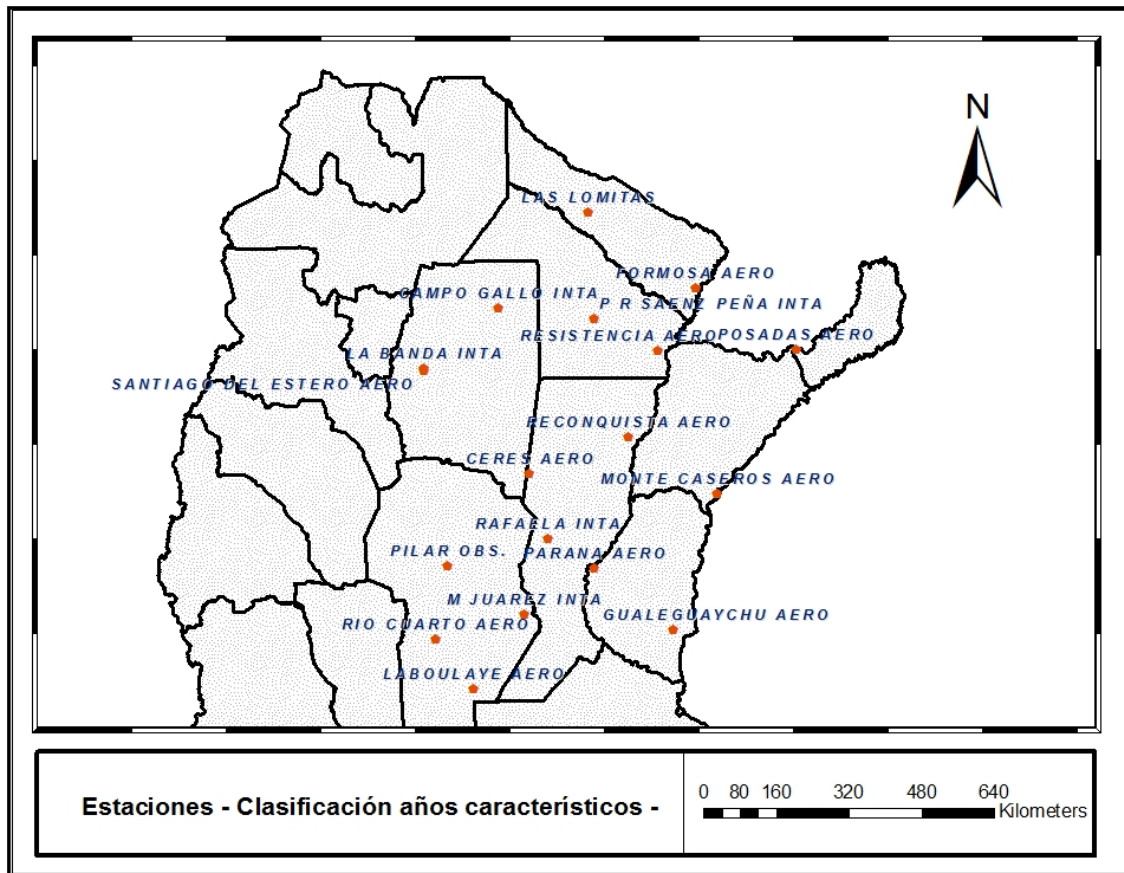 N
LAS LOMITAS
FORMOSA AERO
CAMPO GALLO INTA
P R SAENZ PEÑA INTA
RESISTENCIA AERO
POSADAS AERO
LA BANDA INTA
SANTIAGO DEL ESTERO AERO
RECONQUISTA AERO
CERES AERO
MONTE CASEROS AERO
RAFAELA INTA
PILAR OBS.
PARANA AERO
M JUAREZ INTA
GUALEGUAYCHU AERO
RIO CUARTO AERO
LABOULAYE AERO
Estaciones - Clasificación años característicos -
0 80 160 320 480 640
Kilometers